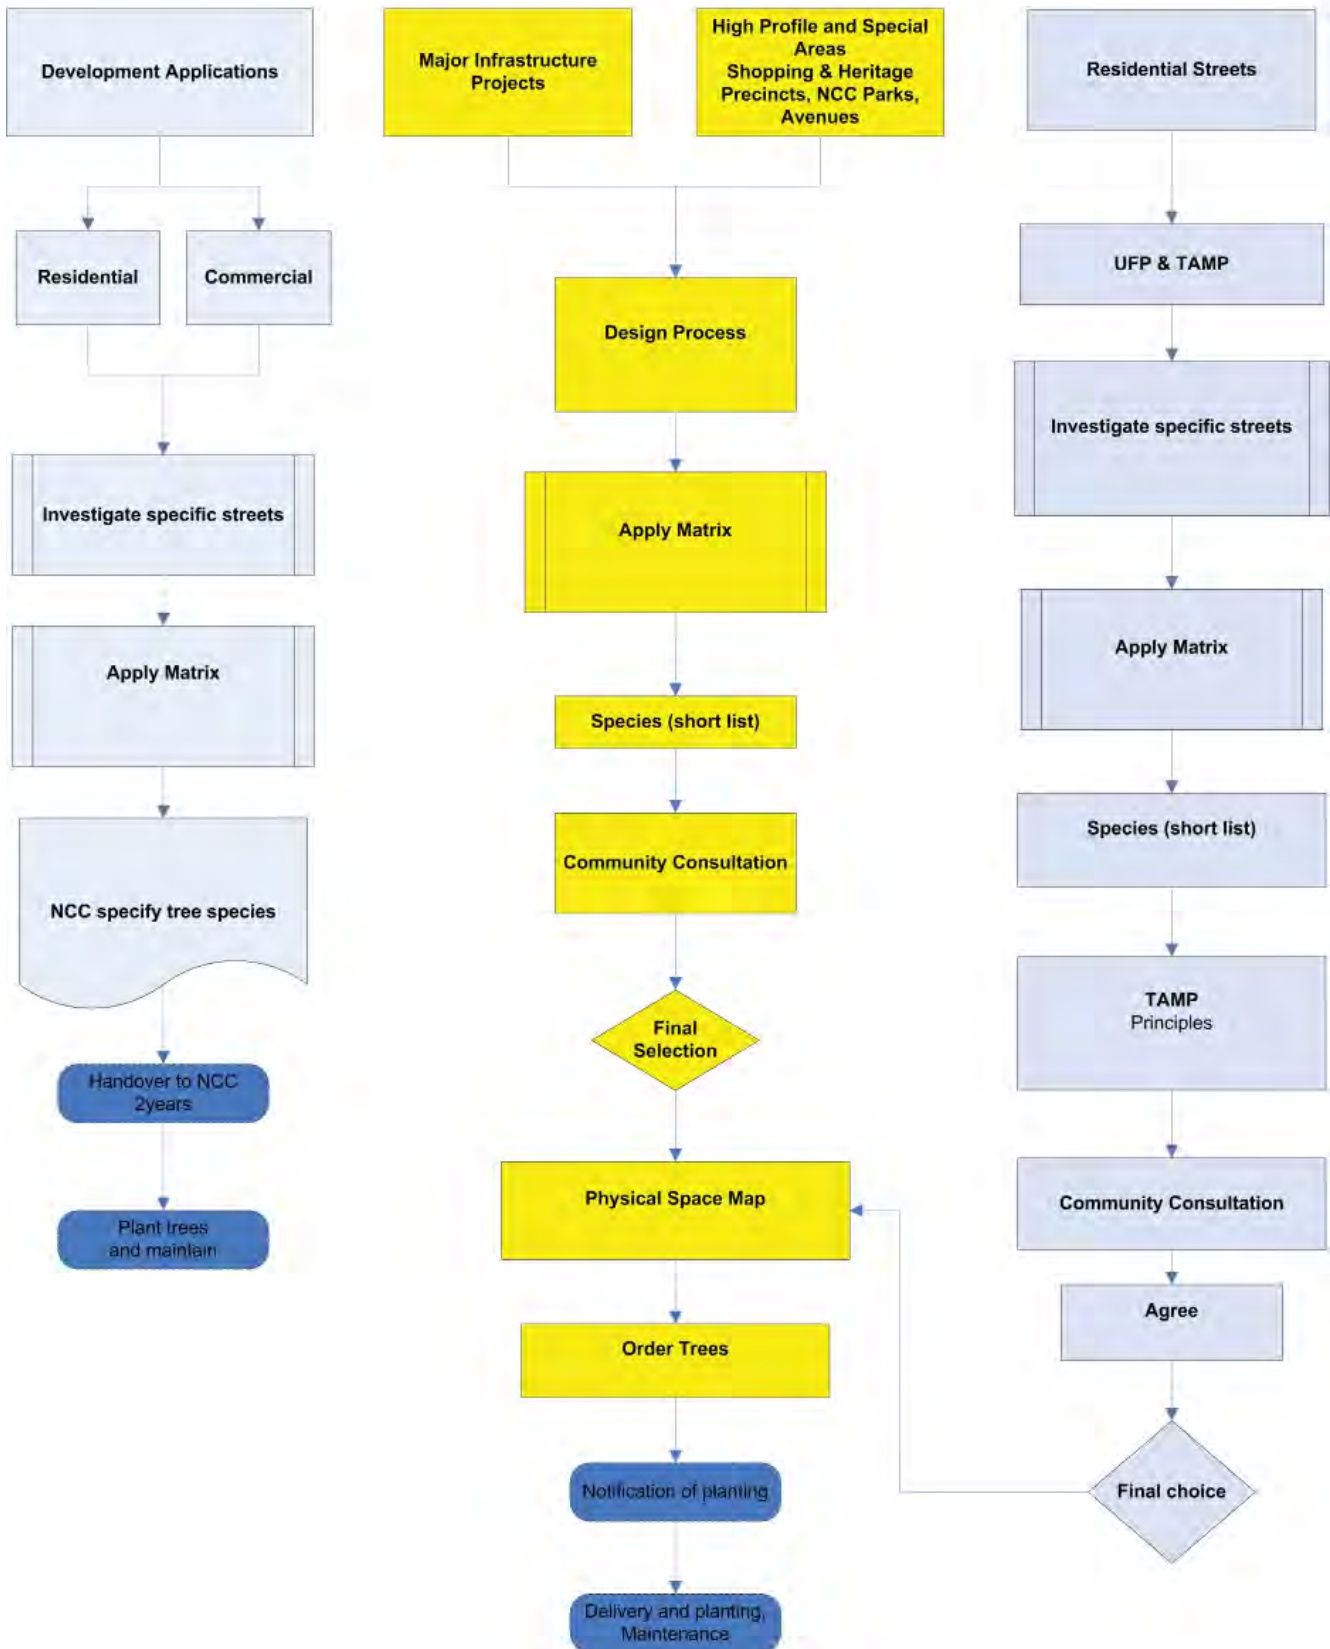 Development Applications
Residential
Commercial
Investigate specific streets
Apply Matrix
NCC specify tree species
Handover to NCC
2years
Plant trees
and maintain
Major Infrastructure
Projects
High Profile and Special
Areas
Shopping & Heritage
Precincts, NCC Parks,
Avenues
Design Process
Apply Matrix
Species (short list)
Community Consultation
Final
Selection
Physical Space Map
Order Trees
Notification of planting
Delivery and planting,
Maintenance
Residential Streets
UFP & TAMP
Investigate specific streets
Apply Matrix
Species (short list)
TAMP
Principles
Community Consultation
Agree
Final choice